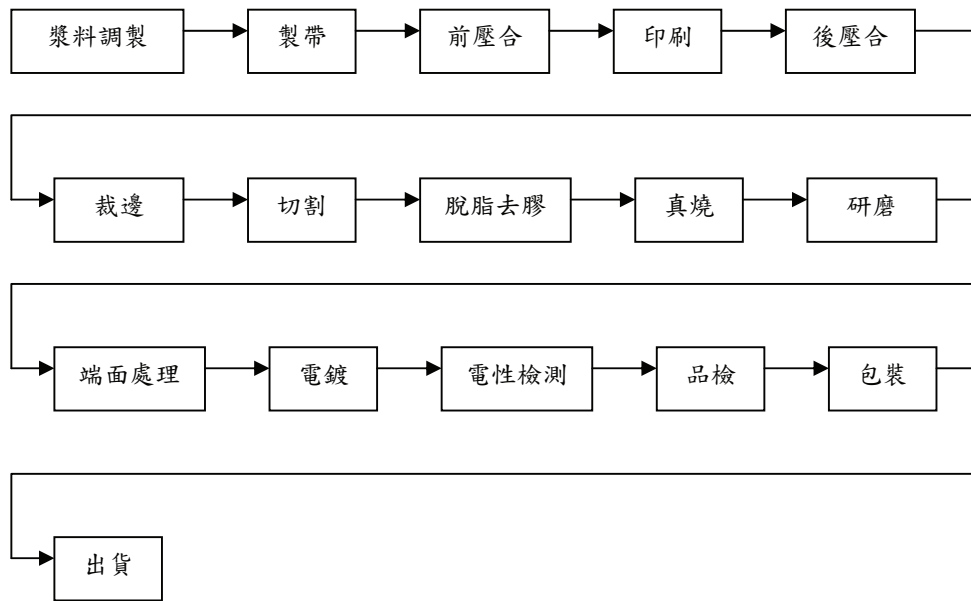 漿料調製 製帶 前壓合 印刷 後壓合
裁邊 切割 脫脂去膠 真燒 研磨
端面處理 電鍍 電性檢測 品檢 包裝
出貨